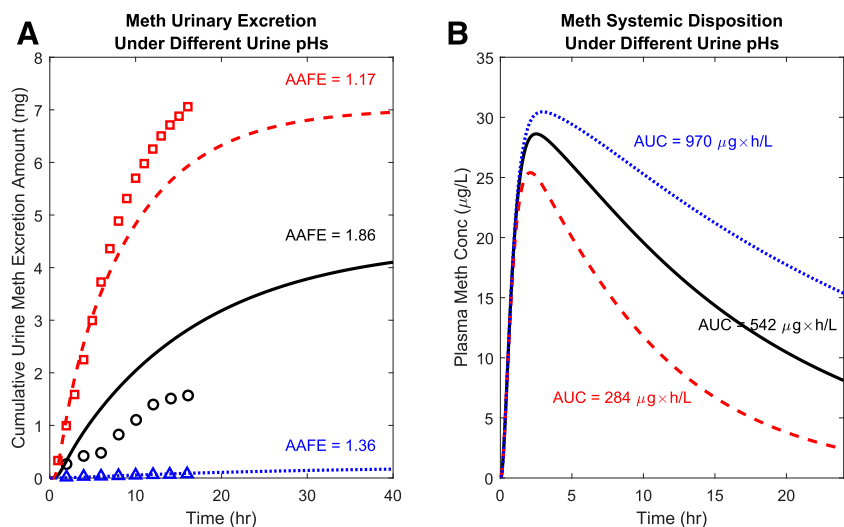 A
Meth Urinary Excretion
Under Different Urine pHs
Cumulative Urine Meth Excretion Amount (mg)
8
7
6
5
4
3
2
1
0
AAFE = 1.17
AAFE = 1.86
AAFE = 1.36
0 10 20 30 40
Time (hr)
B
Meth Systemic Disposition
Under Different Urine pHs
Plasma Meth Conc (μg/L)
35
30
25
20
15
10
5
0
AUC = 970 μg×h/L
AUC = 542 μg×h/L
AUC = 284 μg×h/L
0 5 10 15 20
Time (hr)